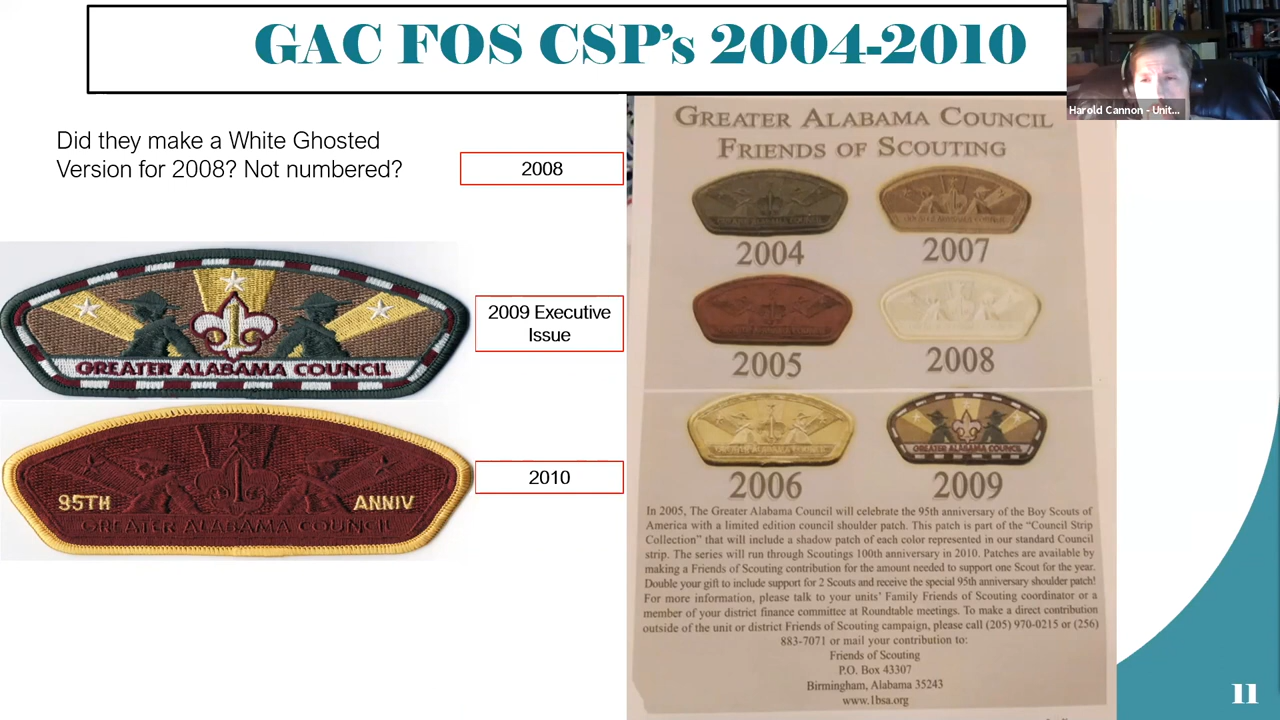 GAC FOS CSP's 2004-2010
Harold Cannon - Unit...
Did they make a White Ghosted
Version for 2008? Not numbered?
2008
2009 Executive
Issue
2010
GREATER ALABAMA COUNCIL
95TH ANNIV
GREATER ALABAMA COUNCIL
GREATER ALABAMA COUNCIL
FRIENDS OF SCOUTING
2004
2007
2005
2008
GREATER ALABAMA COUNCIL
2006
2009
In 2005, The Greater Alabama Council will celebrate the 95th anniversary of the Boy Scouts of
America with a limited edition council shoulder patch. This patch is part of the “Council Strip
Collection” that will include a shadow patch of each color represented in our standard Council
strip. The series will run through Scoutings 100th anniversary in 2010. Patches are available by
making a Friends of Scouting contribution for the amount needed to support one Scout for the year.
Double your gift to include support for 2 Scouts and receive the special 95th anniversary shoulder patch!
For more information, please talk to your units’ Family Friends of Scouting coordinator or a
member of your district finance committee at Roundtable meetings. To make a direct contribution
outside of the unit or district Friends of Scouting campaign, please call (205) 970-0215 or (256)
883-7071 or mail your contribution to:
Friends of Scouting
P.O. Box 43307
Birmingham, Alabama 35243
www.1bsa.org
11